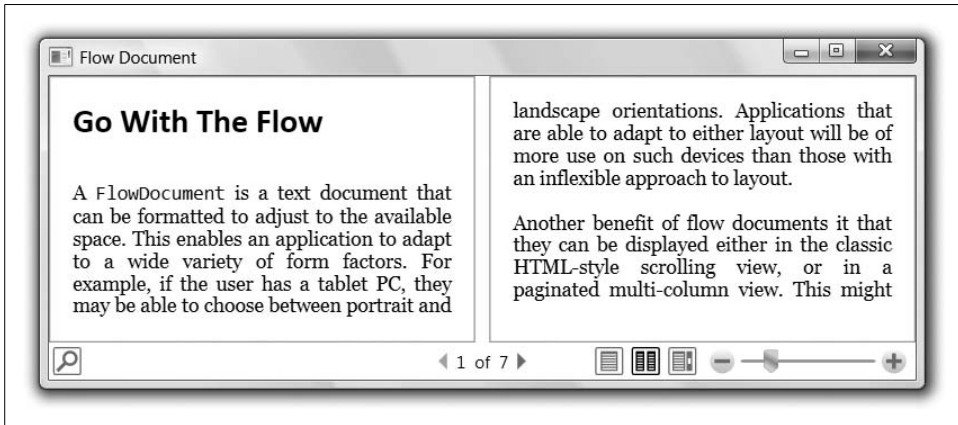 Flow Document
Go With The Flow
A FlowDocument is a text document that
can be formatted to adjust to the available
space. This enables an application to adapt
to a wide variety of form factors. For
example, if the user has a tablet PC, they
may be able to choose between portrait and
landscape orientations. Applications that
are able to adapt to either layout will be of
more use on such devices than those with
an inflexible approach to layout.
Another benefit of flow documents it that
they can be displayed either in the classic
HTML-style scrolling view, or in a
paginated multi-column view. This might
1 of 7